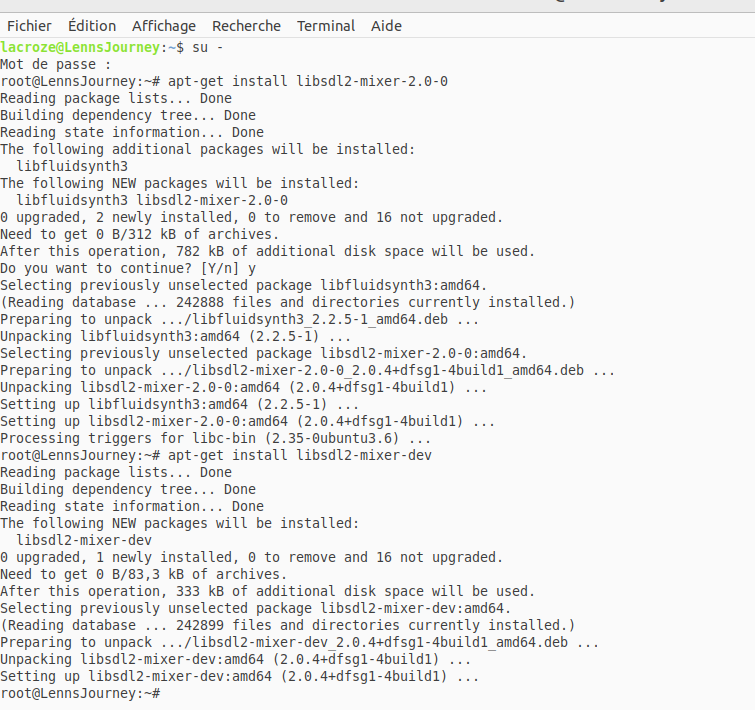 Fichier Édition Affichage Recherche Terminal Aide
lacroze@LennsJourney:~$ su -
Mot de passe :
root@LennsJourney:~# apt-get install libsdl2-mixer-2.0-0
Reading package lists... Done
Building dependency tree... Done
Reading state information... Done
The following additional packages will be installed:
  libfluidsynth3
The following NEW packages will be installed:
  libfluidsynth3 libsdl2-mixer-2.0-0
0 upgraded, 2 newly installed, 0 to remove and 16 not upgraded.
Need to get 0 B/312 kB of archives.
After this operation, 782 kB of additional disk space will be used.
Do you want to continue? [Y/n] y
Selecting previously unselected package libfluidsynth3:amd64.
(Reading database ... 242888 files and directories currently installed.)
Preparing to unpack .../libfluidsynth3_2.2.5-1_amd64.deb ...
Unpacking libfluidsynth3:amd64 (2.2.5-1) ...
Selecting previously unselected package libsdl2-mixer-2.0-0:amd64.
Preparing to unpack .../libsdl2-mixer-2.0-0_2.0.4+dfsg1-4build1_amd64.deb ...
Unpacking libsdl2-mixer-2.0-0:amd64 (2.0.4+dfsg1-4build1) ...
Setting up libfluidsynth3:amd64 (2.2.5-1) ...
Setting up libsdl2-mixer-2.0-0:amd64 (2.0.4+dfsg1-4build1) ...
Processing triggers for libc-bin (2.35-0ubuntu3.6) ...
root@LennsJourney:~# apt-get install libsdl2-mixer-dev
Reading package lists... Done
Building dependency tree... Done
Reading state information... Done
The following NEW packages will be installed:
  libsdl2-mixer-dev
0 upgraded, 1 newly installed, 0 to remove and 16 not upgraded.
Need to get 0 B/83,3 kB of archives.
After this operation, 333 kB of additional disk space will be used.
Selecting previously unselected package libsdl2-mixer-dev:amd64.
(Reading database ... 242899 files and directories currently installed.)
Preparing to unpack .../libsdl2-mixer-dev_2.0.4+dfsg1-4build1_amd64.deb ...
Unpacking libsdl2-mixer-dev:amd64 (2.0.4+dfsg1-4build1) ...
Setting up libsdl2-mixer-dev:amd64 (2.0.4+dfsg1-4build1) ...
root@LennsJourney:~#